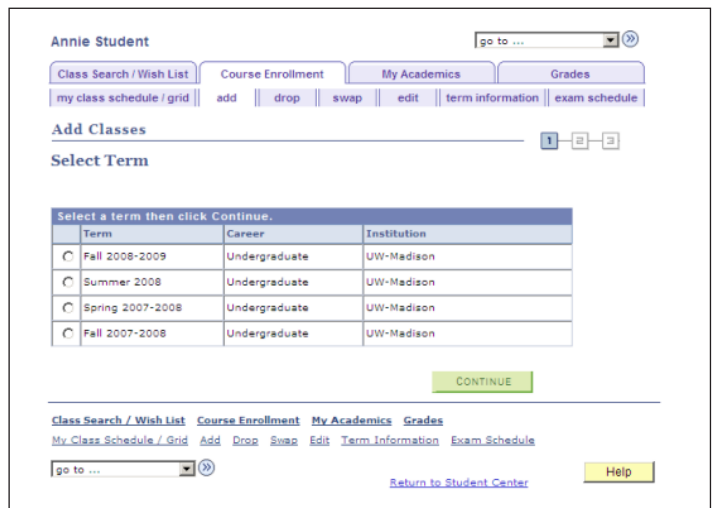 Annie Student
go to ...
Class Search / Wish List Course Enrollment My Academics Grades
my class schedule / grid add drop swap edit term information exam schedule
Add Classes
1 2 3
Select Term
Select a term then click Continue.
Term Career Institution
Fall 2008-2009 Undergraduate UW-Madison
Summer 2008 Undergraduate UW-Madison
Spring 2007-2008 Undergraduate UW-Madison
Fall 2007-2008 Undergraduate UW-Madison
CONTINUE
Class Search / Wish List Course Enrollment My Academics Grades
My Class Schedule / Grid Add Drop Swap Edit Term Information Exam Schedule
go to ...
Help
Return to Student Center